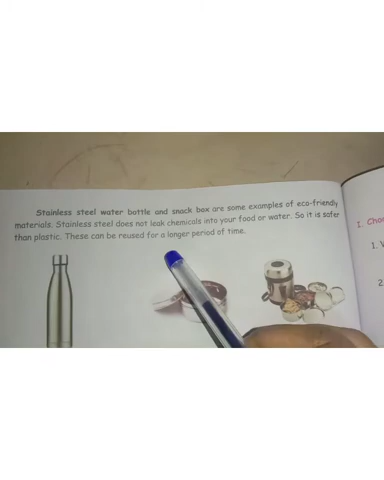 Stainless steel water bottle and snack box are some examples of eco-friendly
materials. Stainless steel does not leak chemicals into your food or water. So it is safer
than plastic. These can be reused for a longer period of time.
I. Choo
1. W
2